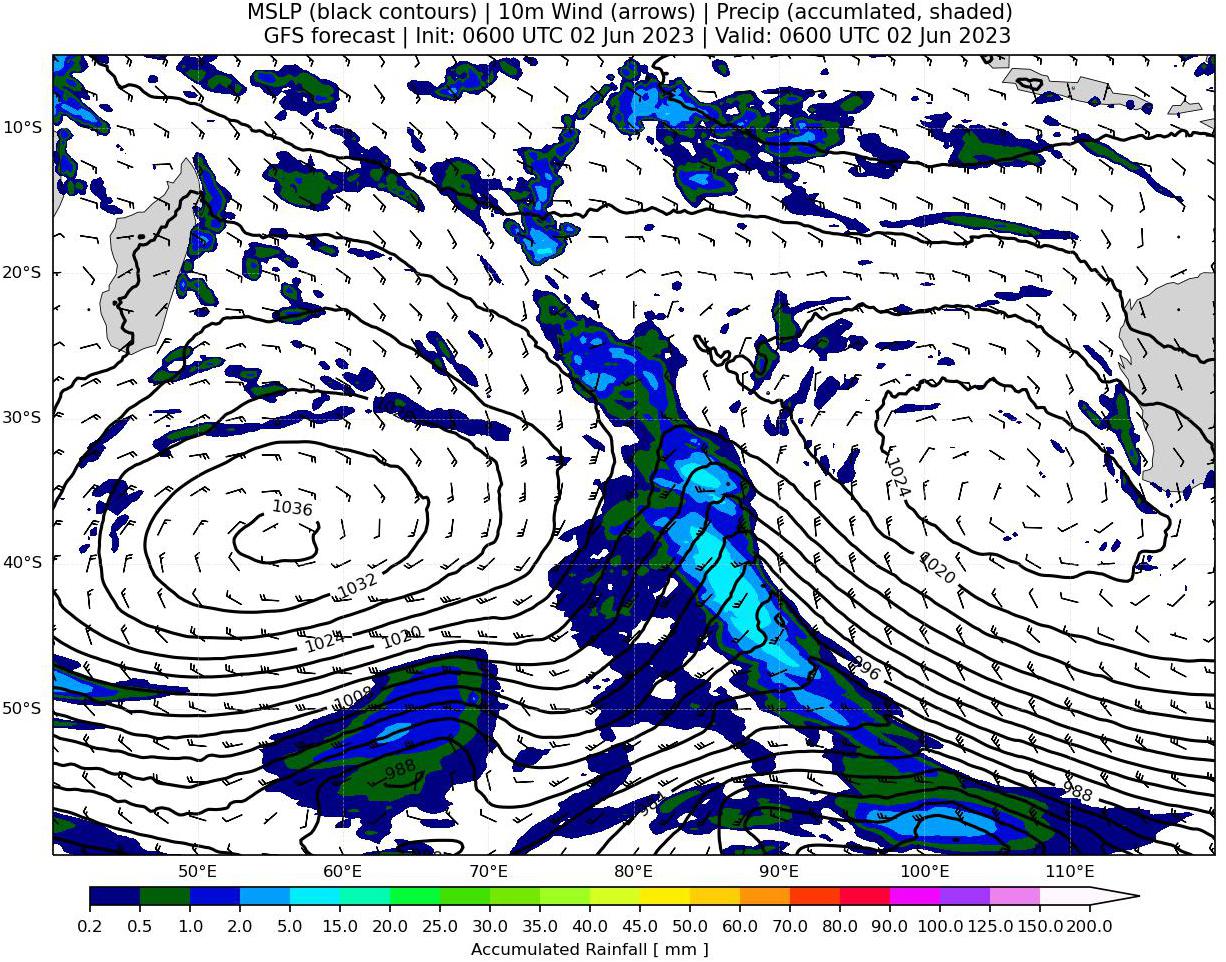 MSLP (black contours) | 10m Wind (arrows) | Precip (accumlated, shaded)
GFS forecast | Init: 0600 UTC 02 Jun 2023 | Valid: 0600 UTC 02 Jun 2023
10°S
20°S
30°S
1024
1036
40°S
1020
1032
1024 1020
996
50°S
1008
988
988
984
50°E 60°E 70°E 80°E 90°E 100°E 110°E
0.2 0.5 1.0 2.0 5.0 10.0 15.0 20.0 25.0 30.0 35.0 40.0 45.0 50.0 60.0 70.0 80.0 90.0 100.0 125.0 150.0 200.0
Accumulated Rainfall [ mm ]